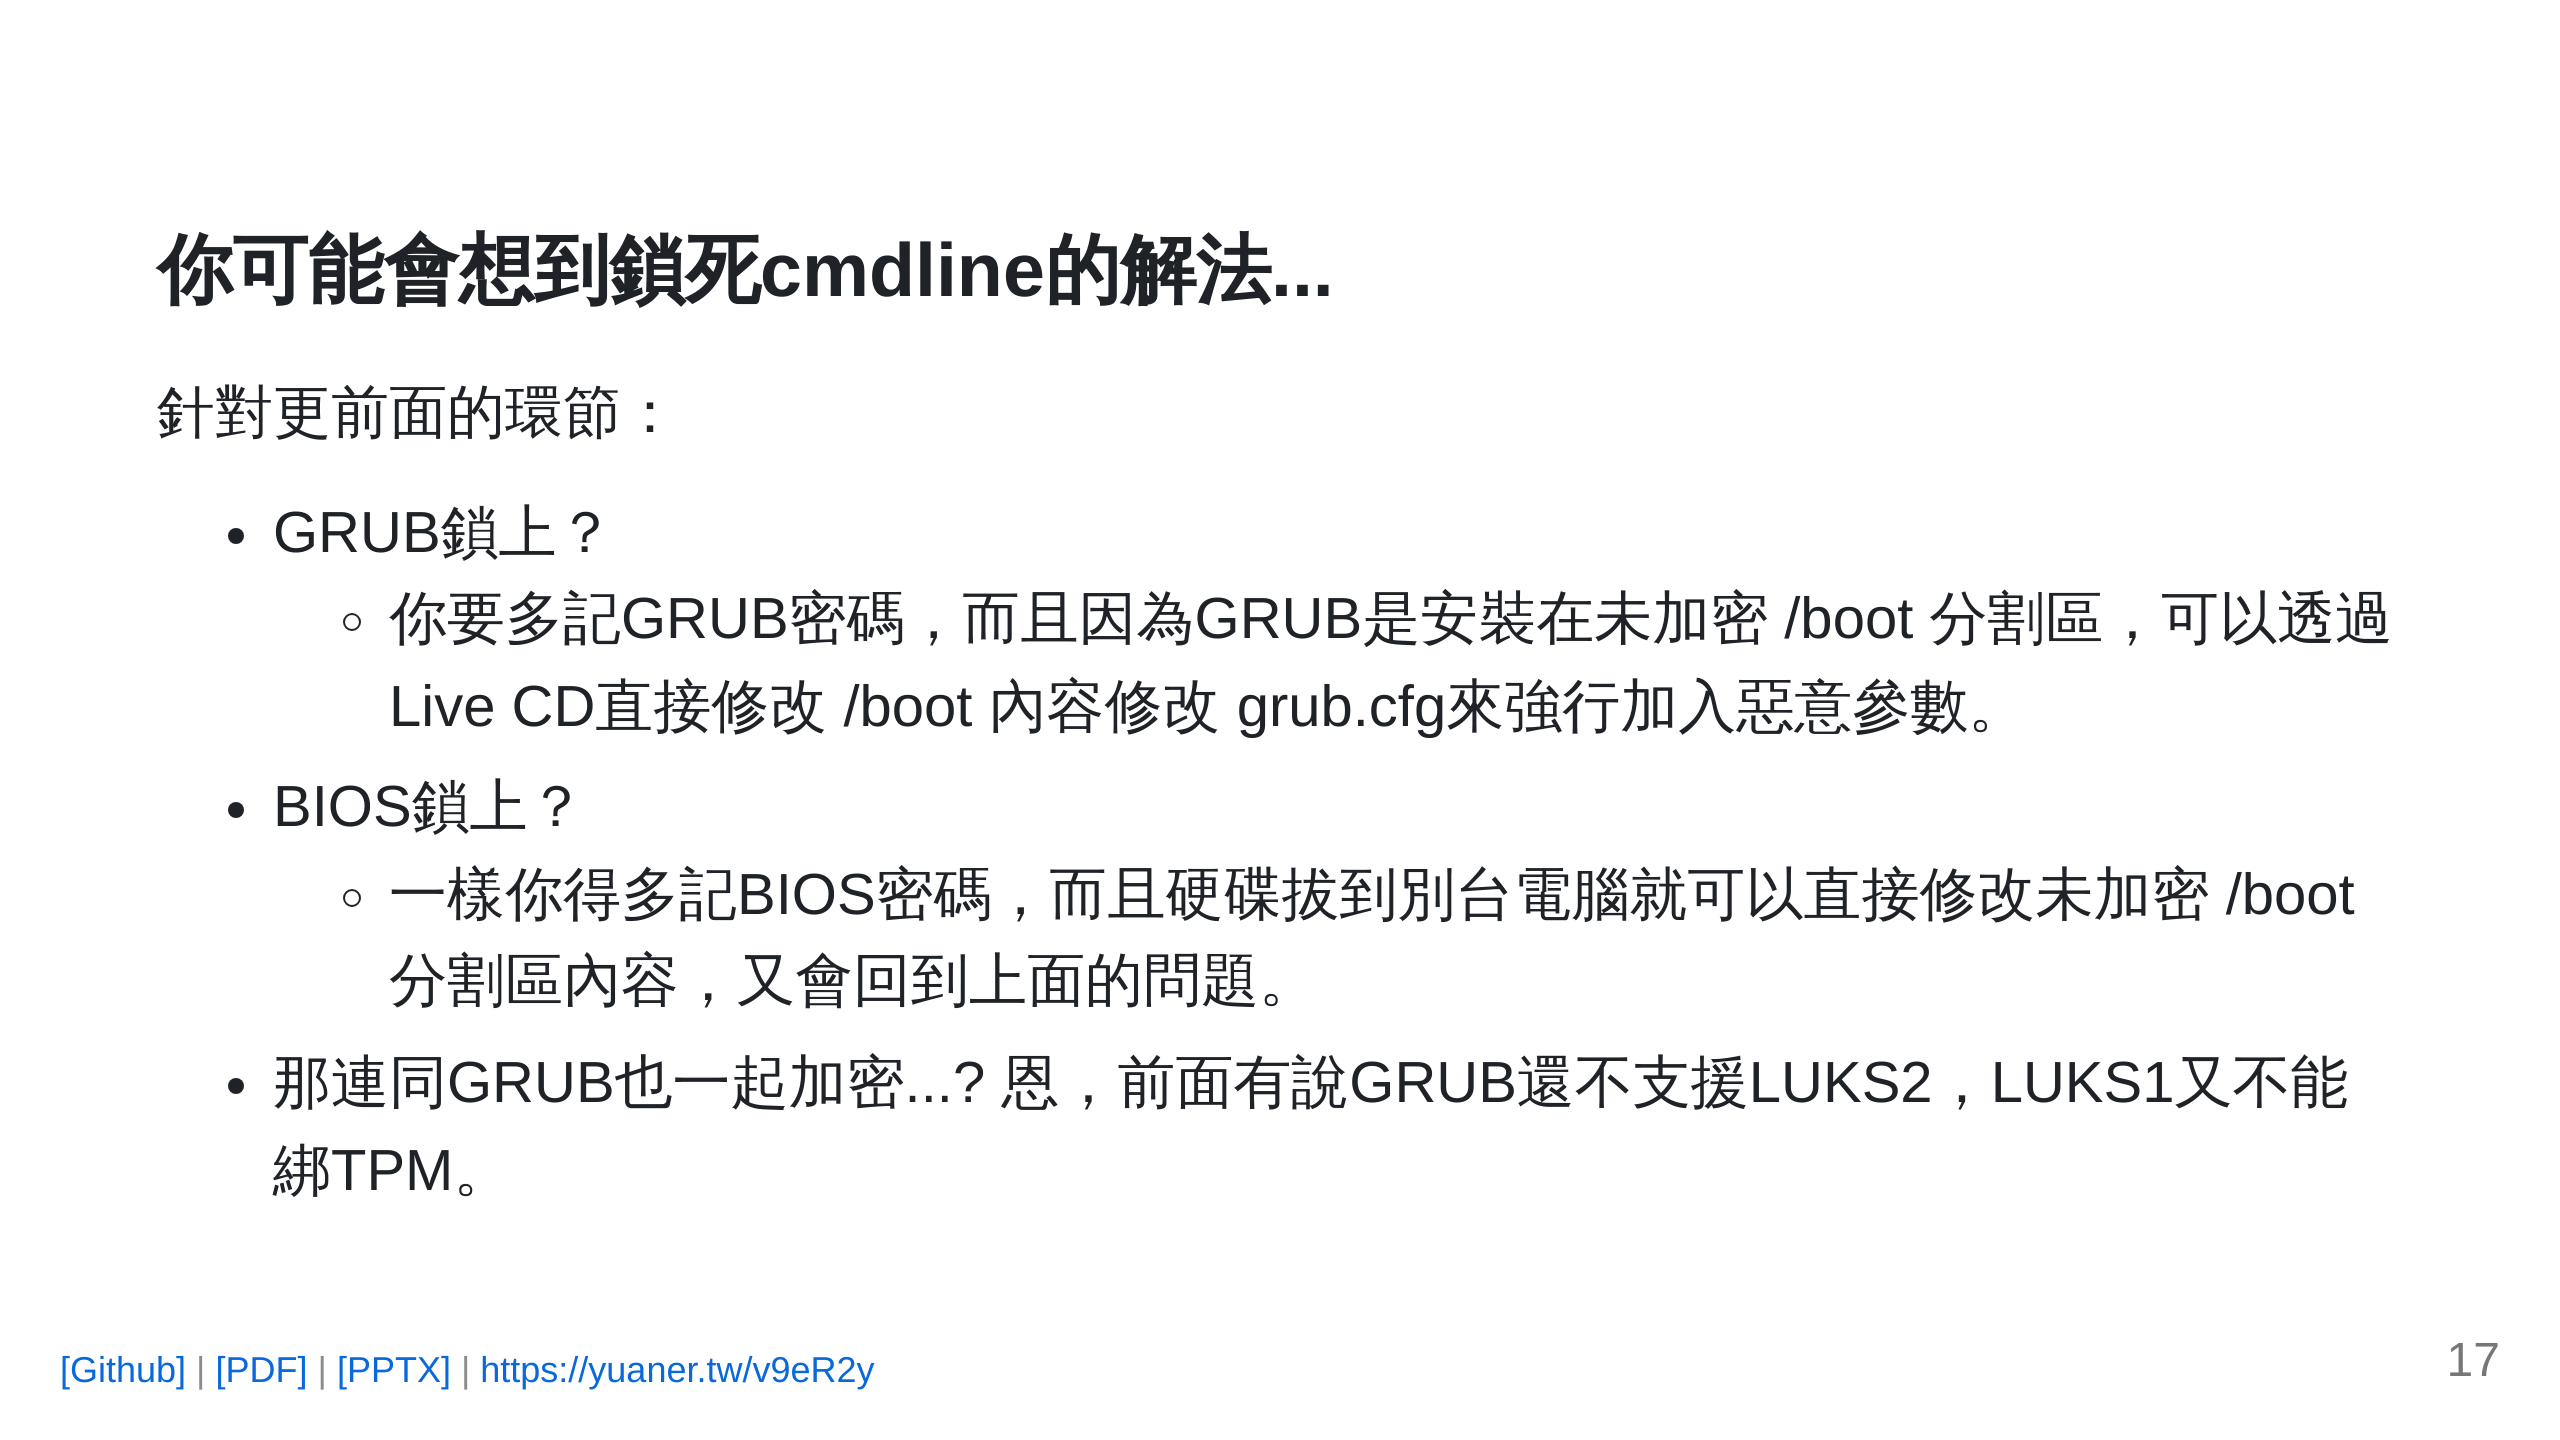 你可能會想到鎖死cmdline的解法...
針對更前面的環節：
• GRUB鎖上？
◦ 你要多記GRUB密碼，而且因為GRUB是安裝在未加密 /boot 分割區，可以透過
Live CD直接修改 /boot 內容修改 grub.cfg來強行加入惡意參數。
• BIOS鎖上？
◦ 一樣你得多記BIOS密碼，而且硬碟拔到別台電腦就可以直接修改未加密 /boot
分割區內容，又會回到上面的問題。
• 那連同GRUB也一起加密...? 恩，前面有說GRUB還不支援LUKS2，LUKS1又不能
綁TPM。
[Github] | [PDF] | [PPTX] | https://yuaner.tw/v9eR2y
17